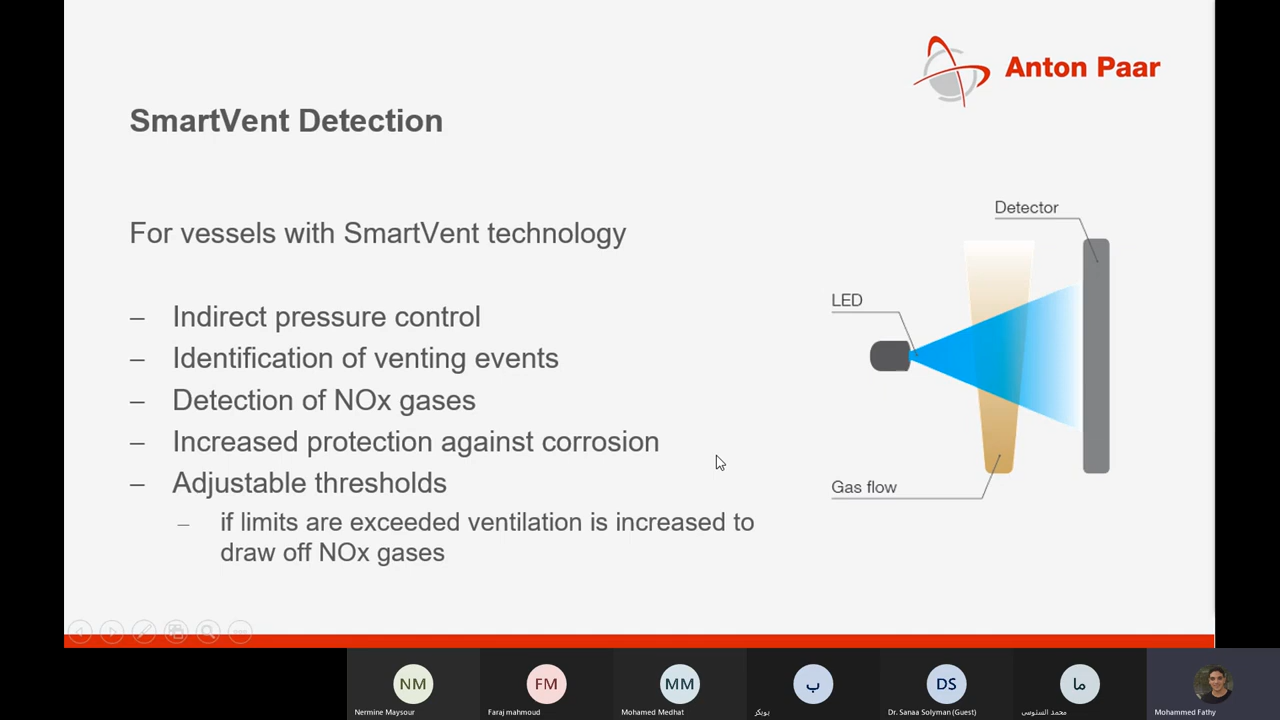 Anton Paar
SmartVent Detection
For vessels with SmartVent technology
– Indirect pressure control
– Identification of venting events
– Detection of NOx gases
– Increased protection against corrosion
– Adjustable thresholds
– if limits are exceeded ventilation is increased to
draw off NOx gases
Detector
LED
Gas flow
NM
Nermine Maysour
FM
Faraj mahmoud
MM
Mohamed Medhat
ب
بوبكر
DS
Dr. Sanaa Solyman (Guest)
ما
محمد السنوسى
Mohammed Fathy